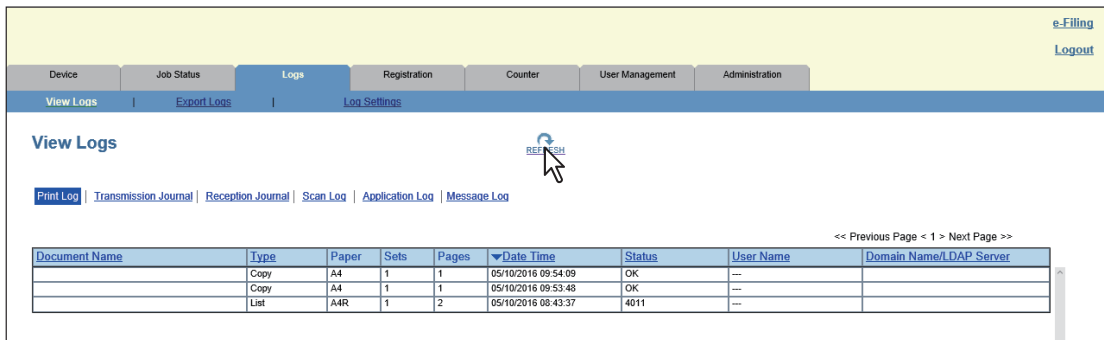 e-Filing
Logout
Device Job Status Logs Registration Counter User Management Administration
View Logs | Export Logs | Log Settings
View Logs
REFRESH
Print Log | Transmission Journal | Reception Journal | Scan Log | Application Log | Message Log
<< Previous Page < 1 > Next Page >>
Document Name Type Paper Sets Pages Date Time Status User Name Domain Name/LDAP Server
Copy A4 1 1 05/10/2016 09:54:09 OK ---
Copy A4 1 1 05/10/2016 09:53:48 OK ---
List A4R 1 2 05/10/2016 08:43:37 4011 ---